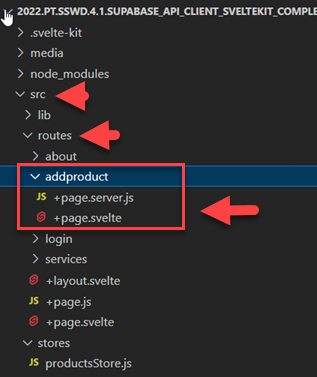 2022.PT.SSWD.4.1.SUPABASE_API_CLIENT_SVELTEKIT_COMPLE
.svelte-kit
media
node_modules
src
lib
routes
about
addproduct
JS +page.server.js
+page.svelte
login
services
+layout.svelte
JS +page.js
+page.svelte
stores
JS productsStore.js